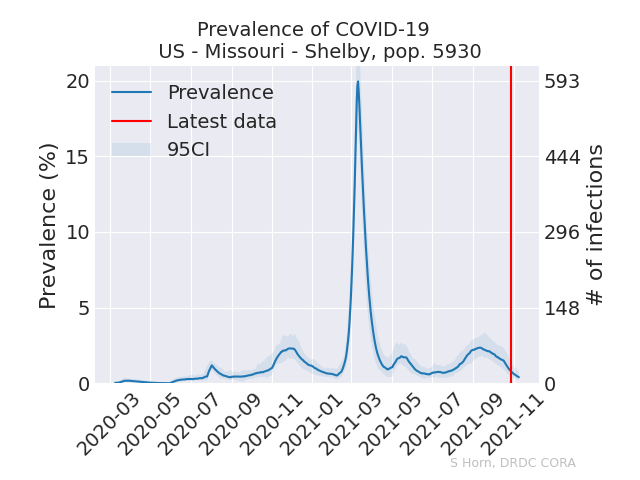 Prevalence of COVID-19
US - Missouri - Shelby, pop. 5930
Prevalence
Latest data
95CI
Prevalence (%)
20
15
10
5
0
593
444
296
148
0
# of infections
2020-03
2020-05
2020-07
2020-09
2020-11
2021-01
2021-03
2021-05
2021-07
2021-09
2021-11
S Horn, DRDC CORA